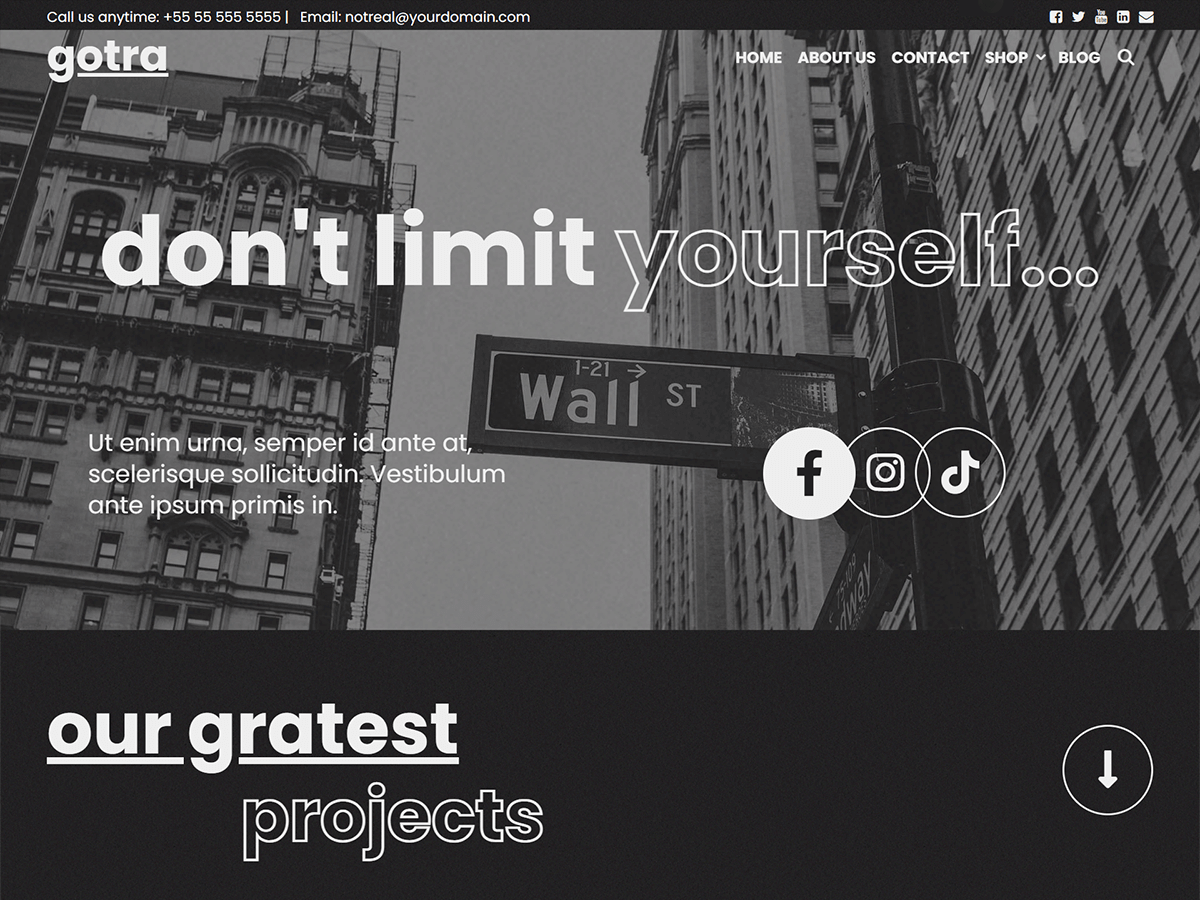 Call us anytime: +55 55 555 5555 | Email: notreal@yourdomain.com
gotra
HOME ABOUT US CONTACT SHOP BLOG
don't limit yourself...
1-21 →
Wall ST
Ut enim urna, semper id ante at,
scelerisque sollicitudin. Vestibulum
ante ipsum primis in.
our gratest
projects